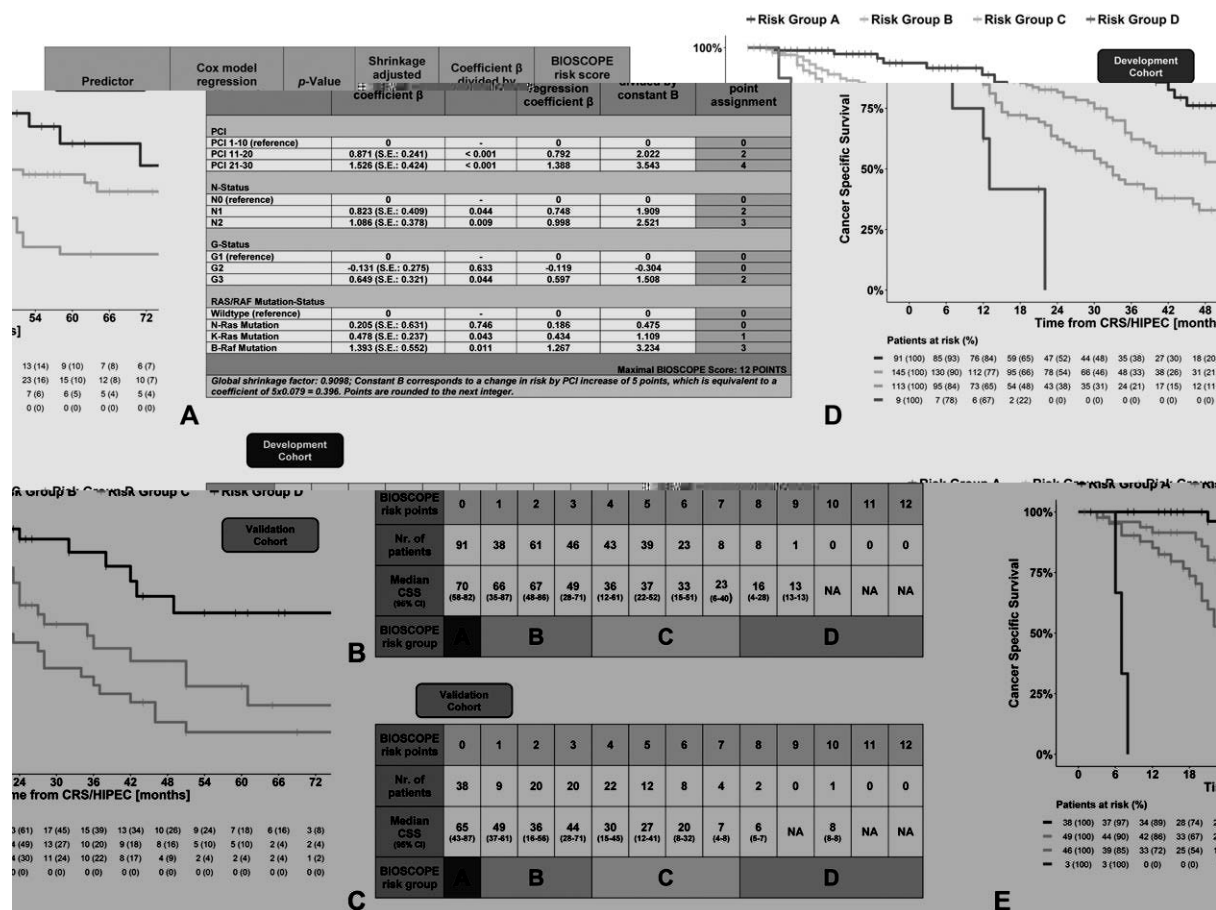 Risk Group A Risk Group B Risk Group C Risk Group D
Predictor
Cox model
regression
p-Value
Shrinkage
adjusted
Coefficient β
divided by
BIOSCOPE
risk score
coefficient β
regression
coefficient β
divided by
constant B
point
assignment
PCI
PCI 1-10 (reference) 0 - 0 0 0
PCI 11-20 0.871 (S.E.: 0.241) < 0.001 0.792 2.022 2
PCI 21-30 1.526 (S.E.: 0.424) < 0.001 1.388 3.543 4
N-Status
N0 (reference) 0 - 0 0 0
N1 0.823 (S.E.: 0.409) 0.044 0.748 1.909 2
N2 1.086 (S.E.: 0.378) 0.009 0.998 2.521 3
G-Status
G1 (reference) 0 - 0 0 0
G2 -0.131 (S.E.: 0.275) 0.633 -0.119 -0.304 0
G3 0.649 (S.E.: 0.321) 0.044 0.597 1.508 2
RAS/RAF Mutation-Status
Wildtype (reference) 0 - 0 0 0
N-Ras Mutation 0.205 (S.E.: 0.631) 0.746 0.186 0.475 0
K-Ras Mutation 0.478 (S.E.: 0.237) 0.043 0.434 1.109 1
B-Raf Mutation 1.393 (S.E.: 0.552) 0.011 1.267 3.234 3
Maximal BIOSCOPE Score: 12 POINTS
Global shrinkage factor: 0.9098; Constant B corresponds to a change in risk by PCI increase of 5 points, which is equivalent to a
coefficient of 5x0.079 = 0.396. Points are rounded to the next integer.
A
54 60 66 72
13 (14) 9 (10) 7 (8) 6 (7)
23 (16) 15 (10) 12 (8) 10 (7)
7 (6) 6 (5) 5 (4) 5 (4)
0 (0) 0 (0) 0 (0) 0 (0)
Development
Cohort
100%
75%
50%
25%
0%
Cancer Specific Survival
0 6 12 18 24 30 36 42 48
Time from CRS/HIPEC [months
Patients at risk (%)
91 (100) 85 (93) 76 (84) 59 (65) 47 (52) 44 (48) 35 (38) 27 (30) 18 (20
145 (100) 130 (90) 112 (77) 95 (66) 78 (54) 66 (46) 48 (33) 38 (26) 31 (21
113 (100) 95 (84) 73 (65) 54 (48) 43 (38) 35 (31) 24 (21) 17 (15) 12 (11
9 (100) 7 (78) 6 (67) 2 (22) 0 (0) 0 (0) 0 (0) 0 (0) 0 (0)
D
Development
Cohort
BIOSCOPE
risk points
0 1 2 3 4 5 6 7 8 9 10 11 12
Nr. of
patients
91 38 61 46 43 39 23 8 8 1 0 0 0
Median
CSS
(95% CI)
70 66 67 49 36 37 33 23 16 13 NA NA NA
(58-82) (35-87) (48-86) (28-71) (12-61) (22-52) (15-51) (6-40) (4-28) (13-13)
BIOSCOPE
risk group
A B C D
B
Validation
Cohort
BIOSCOPE
risk points
0 1 2 3 4 5 6 7 8 9 10 11 12
Nr. of
patients
38 9 20 20 22 12 8 4 2 0 1 0 0
Median
CSS
(95% CI)
65 49 36 44 30 27 20 7 6 NA 8 NA NA
(43-87) (37-61) (16-56) (28-71) (15-45) (12-41) (8-32) (4-8) (5-7) (8-8)
BIOSCOPE
risk group
A B C D
C
Risk Group D
Validation
Cohort
24 30 36 42 48 54 60 66 72
me from CRS/HIPEC [months]
3 (61) 17 (45) 15 (39) 13 (34) 10 (26) 9 (24) 7 (18) 6 (16) 3 (8)
4 (49) 13 (27) 10 (20) 9 (18) 8 (16) 5 (10) 5 (10) 2 (4) 2 (4)
4 (30) 11 (24) 10 (22) 8 (17) 4 (9) 2 (4) 2 (4) 2 (4) 1 (2)
(0) 0 (0) 0 (0) 0 (0) 0 (0) 0 (0) 0 (0) 0 (0) 0 (0)
Risk Group A
100%
75%
50%
25%
0%
Cancer Specific Survival
0 6 12 18
Patients at risk (%)
38 (100) 37 (97) 34 (89) 28 (74)
49 (100) 44 (90) 42 (86) 33 (67)
46 (100) 39 (85) 33 (72) 25 (54)
3 (100) 3 (100) 0 (0) 0 (0)
E